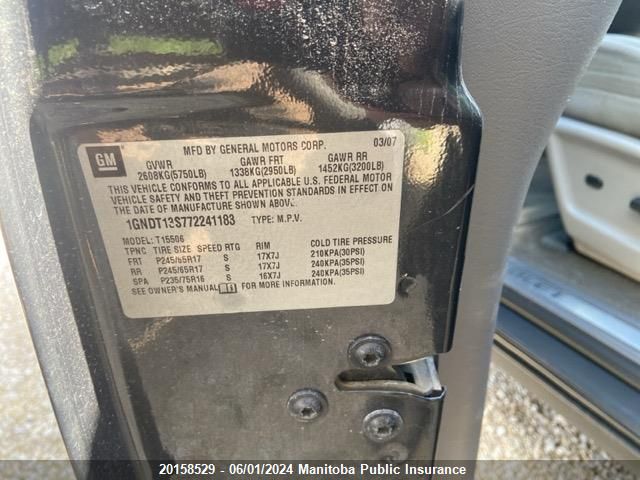 GM
MFD BY GENERAL MOTORS CORP. 03/07
GVWR GAWR FRT GAWR RR
2608KG(5750LB) 1338KG(2950LB) 1452KG(3200LB)
THIS VEHICLE CONFORMS TO ALL APPLICABLE U.S. FEDERAL MOTOR
VEHICLE SAFETY AND THEFT PREVENTION STANDARDS IN EFFECT ON
THE DATE OF MANUFACTURE SHOWN ABOVE.
1GNDT13S772241183 TYPE: M.P.V.
MODEL: T15506
TPNC TIRE SIZE SPEED RTG RIM COLD TIRE PRESSURE
FRT P245/65R17 S 17X7J 210KPA(30PSI)
RR P245/65R17 S 17X7J 240KPA(35PSI)
SPA P235/75R16 S 16X7J 240KPA(35PSI)
SEE OWNER'S MANUAL FOR MORE INFORMATION.
20158529 - 06/01/2024 Manitoba Public Insurance